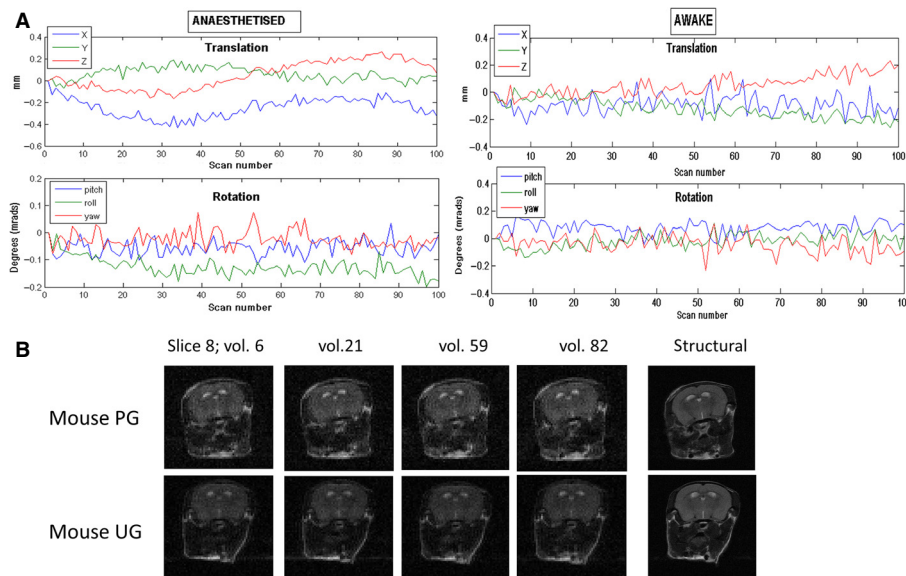 A
ANAESTHETISED
X
Y
Z
Translation
0.4
0.2
0
−0.2
−0.4
−0.6
mm
0 10 20 30 40 50 60 70 80 90 100
Scan number
pitch
roll
yaw
Rotation
0.2
0.1
0
−0.1
−0.2
Degrees (mrads)
0 10 20 30 40 50 60 70 80 90 100
Scan number
AWAKE
X
Y
Z
Translation
0.4
0.2
0
−0.2
−0.4
mm
0 10 20 30 40 50 60 70 80 90 100
Scan number
pitch
roll
yaw
Rotation
0.4
0.2
0
−0.2
−0.4
Degrees (mrads)
0 10 20 30 40 50 60 70 80 90 100
Scan number
B
Slice 8; vol. 6 vol.21 vol. 59 vol. 82 Structural
Mouse PG
Mouse UG